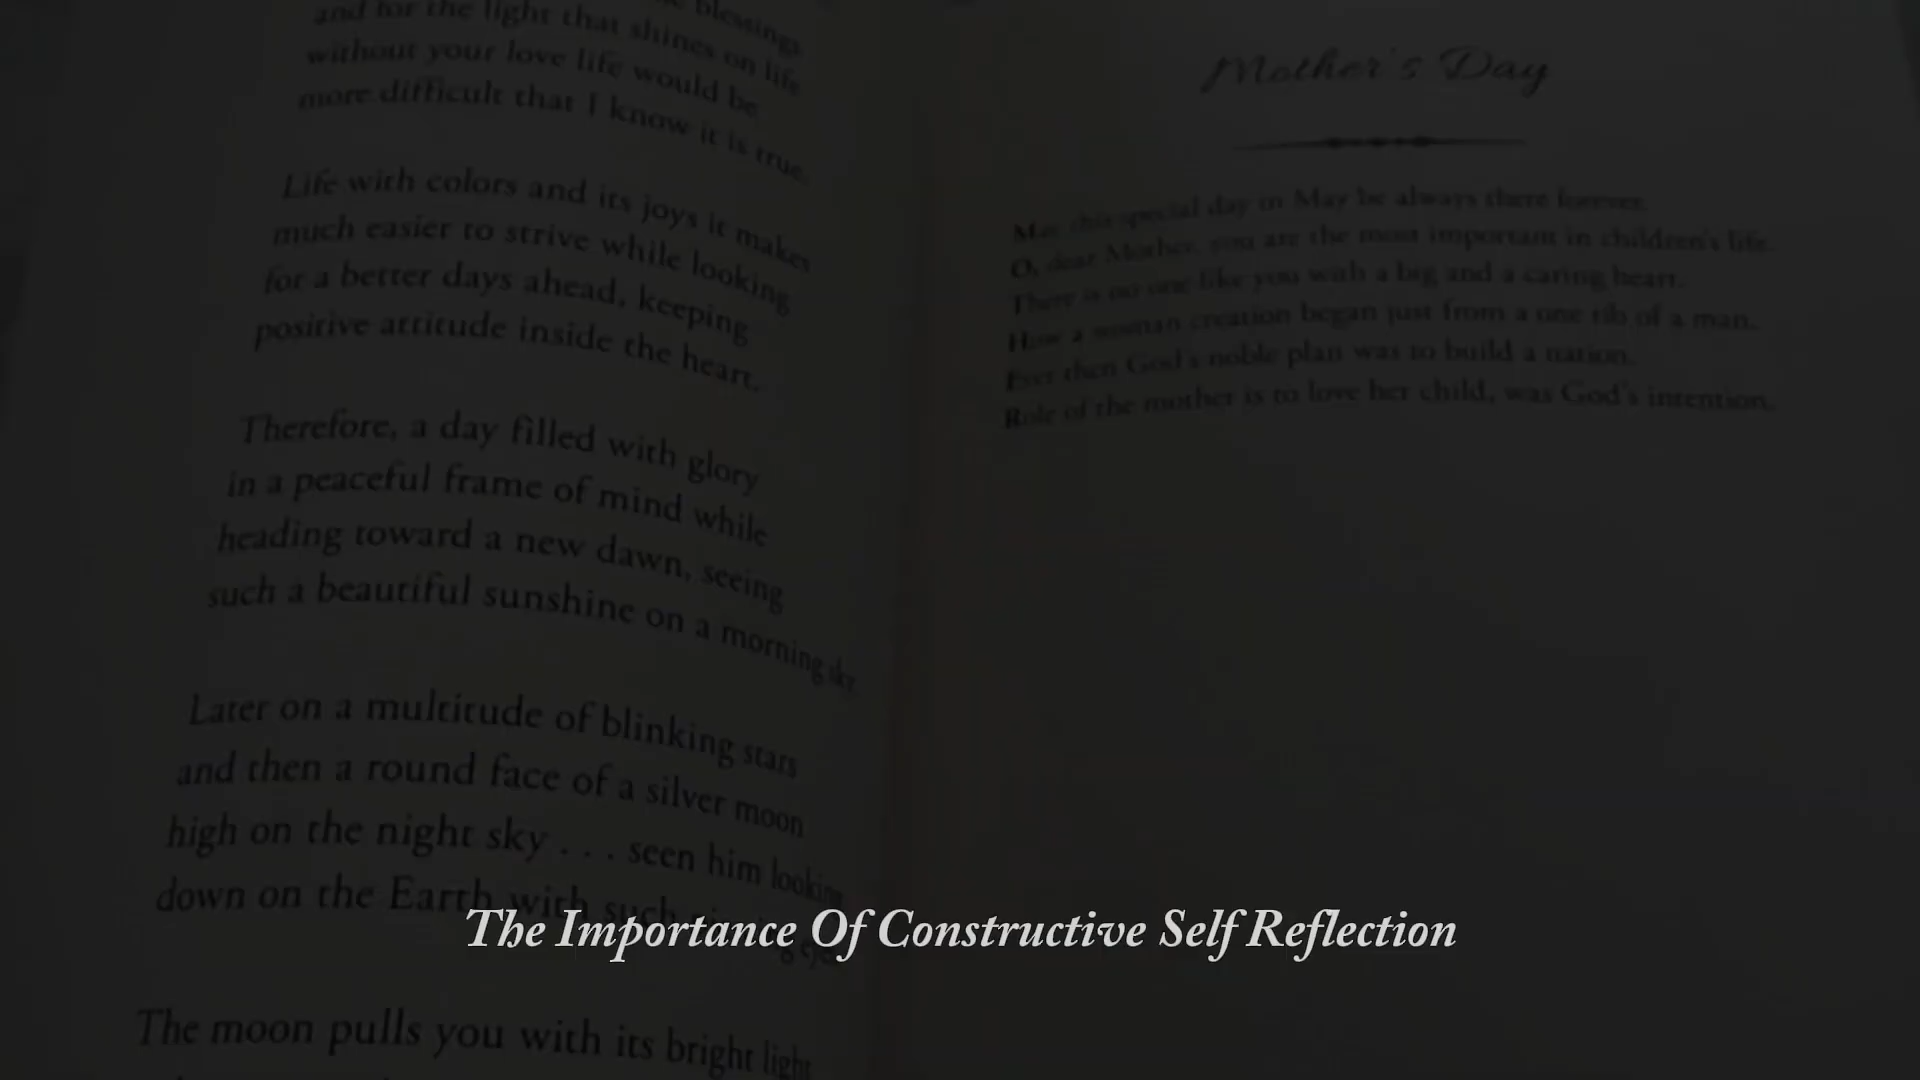 blessings
and for the light that shines on life
without your love life would be
more difficult that I know it is true.
Life with colors and its joys it makes
much easier to strive while looking
for a better days ahead, keeping
positive attitude inside the heart.
Therefore, a day filled with glory
in a peaceful frame of mind while
heading toward a new dawn, seeing
such a beautiful sunshine on a morning sky.
Later on a multitude of blinking stars
and then a round face of a silver moon
high on the night sky . . . seen him looking
down on the Earth with such
The moon pulls you with its bright light
Mother's Day
May this special day in May be always there forever.
O, dear Mother, you are the most important in children's life.
There is no one like you with a big and a caring heart.
How a woman creation began just from a one rib of a man.
Ever then God's noble plan was to build a nation.
Role of the mother is to love her child, was God's intention.
The Importance Of Constructive Self Reflection